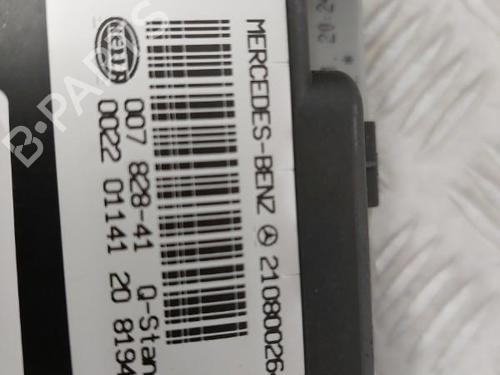 MERCEDES-BENZ 21080026
HELLA
007 828-41 Q-Stan
0022 01141 20 8194
B-PARTS